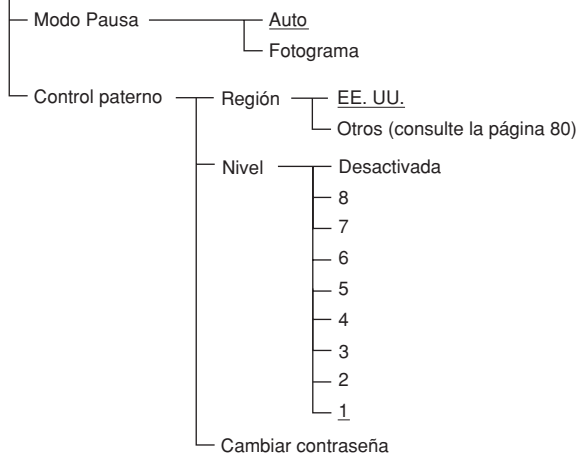 Modo Pausa
Auto
Fotograma
Control paterno
Región
EE. UU.
Otros (consulte la página 80)
Nivel
Desactivada
8
7
6
5
4
3
2
1
Cambiar contraseña